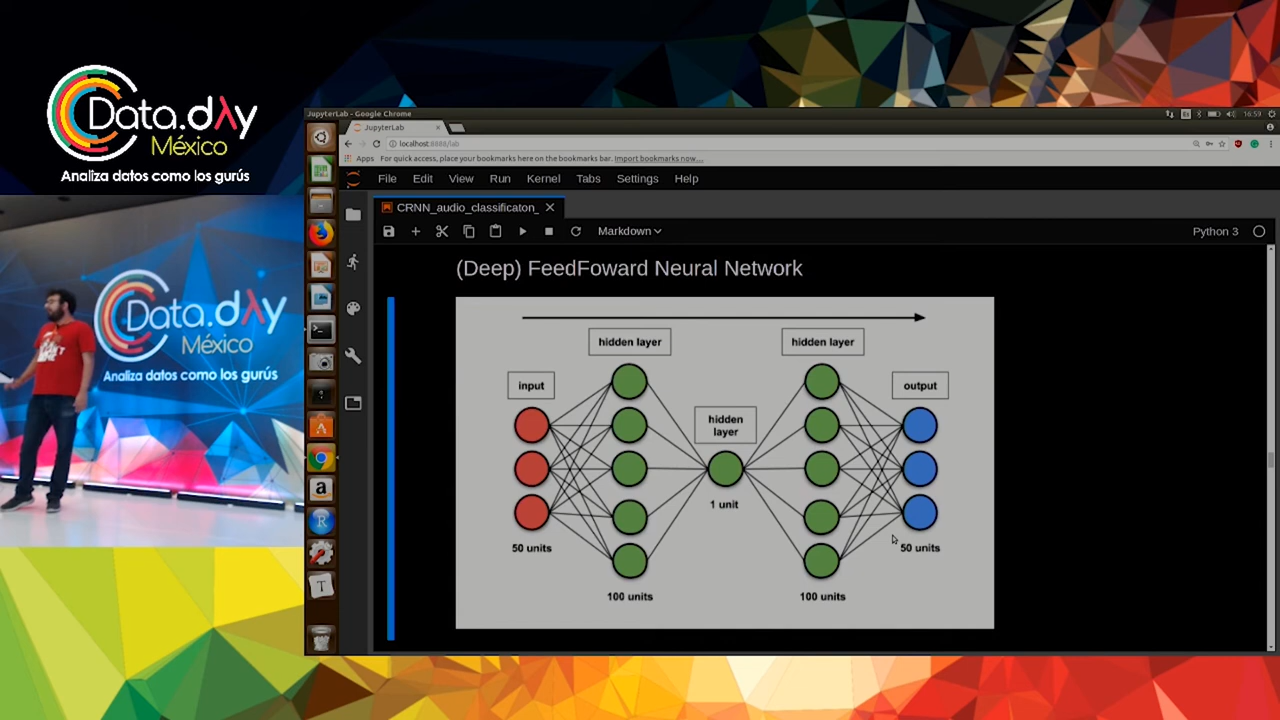 Data.dλy
México
Analiza datos como los gurús
Data.dλy
México
Analiza datos como los gurús
JupyterLab - Google Chrome
16:59
JupyterLab
localhost:8888/lab
Apps For quick access, place your bookmarks here on the bookmarks bar. Import bookmarks now...
File Edit View Run Kernel Tabs Settings Help
CRNN_audio_classificaton_
Markdown
Python 3
(Deep) FeedFoward Neural Network
hidden layer
hidden layer
input
output
hidden
layer
1 unit
50 units
50 units
100 units
100 units